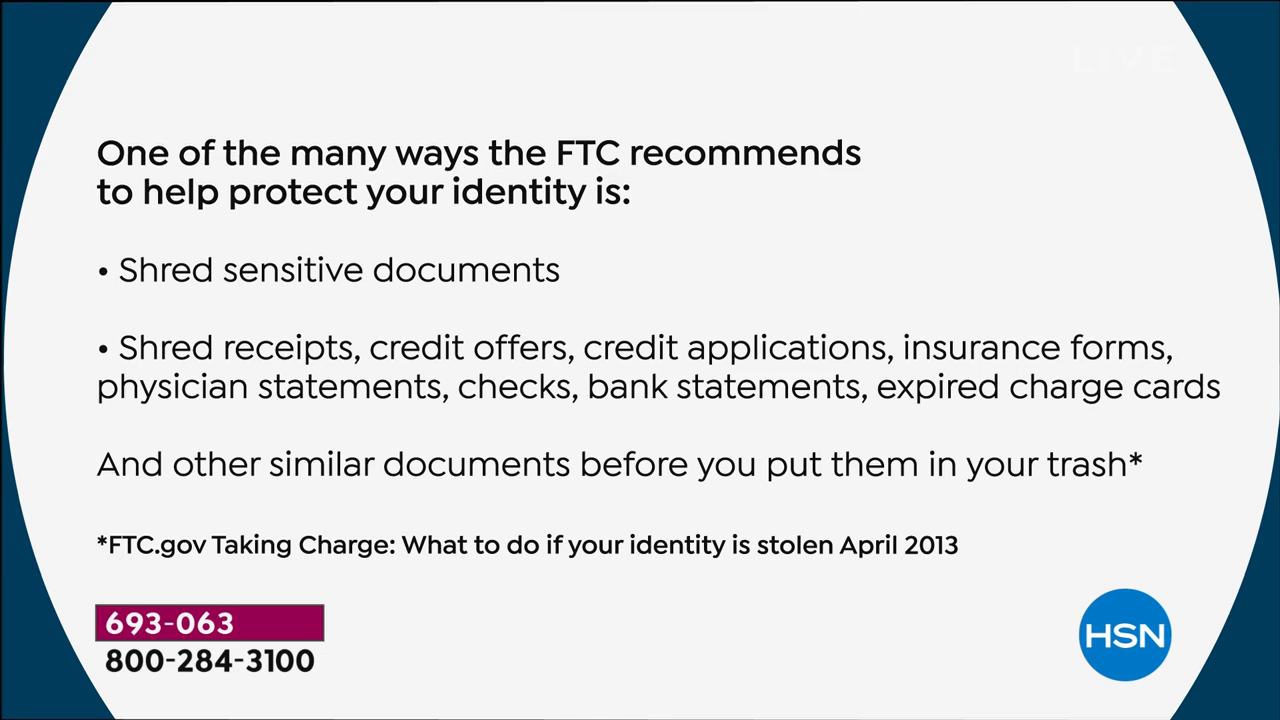 LIVE
One of the many ways the FTC recommends
to help protect your identity is:
• Shred sensitive documents
• Shred receipts, credit offers, credit applications, insurance forms,
physician statements, checks, bank statements, expired charge cards
And other similar documents before you put them in your trash*
*FTC.gov Taking Charge: What to do if your identity is stolen April 2013
693-063
800-284-3100
HSN